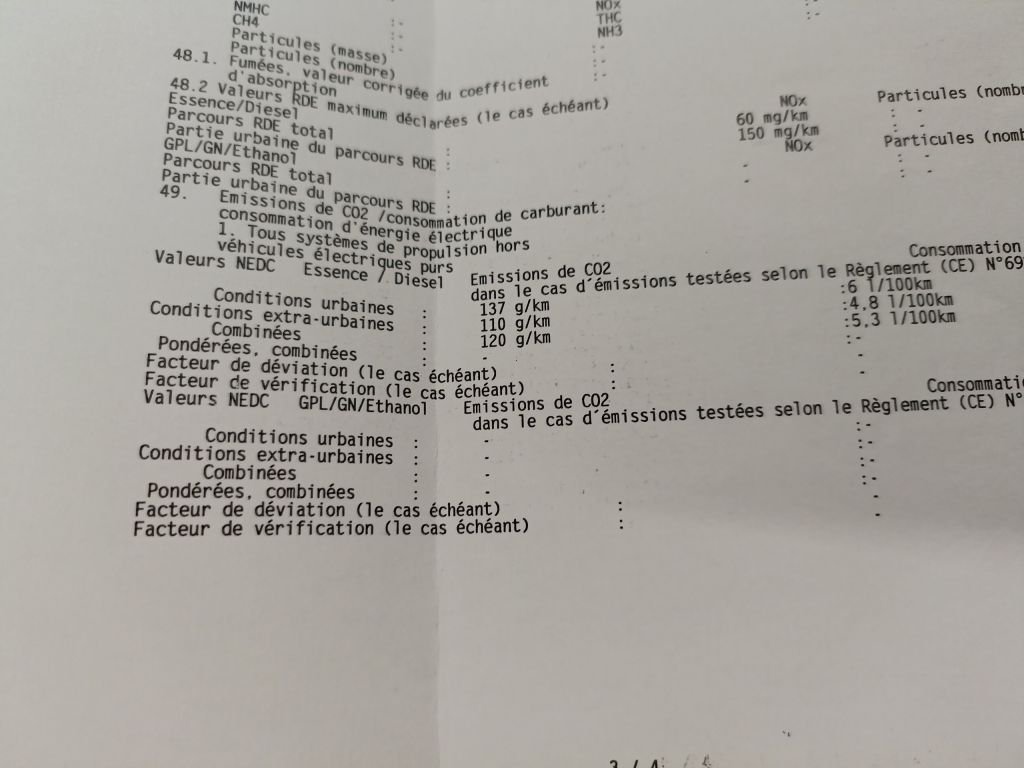 NMHC :- NOx :-
CH4 :- THC :-
Particules (masse) :- NH3
Particules (nombre) :-
48.1. Fumées, valeur corrigée du coefficient :-
d'absorption :-
48.2 Valeurs RDE maximum déclarées (le cas échéant)
Essence/Diesel NOx Particules (nombr
Parcours RDE total : 60 mg/km : -
Partie urbaine du parcours RDE : 150 mg/km : -
GPL/GN/Ethanol NOx Particules (nomb
Parcours RDE total : - : -
Partie urbaine du parcours RDE : - : -
49. Emissions de CO2 /consommation de carburant:
consommation d'énergie électrique
1. Tous systèmes de propulsion hors
véhicules électriques purs
Valeurs NEDC Essence / Diesel Emissions de CO2 Consommation
dans le cas d´émissions testées selon le Règlement (CE) N°69
Conditions urbaines : 137 g/km :6 l/100km
Conditions extra-urbaines : 110 g/km :4,8 l/100km
Combinées : 120 g/km :5,3 l/100km
Pondérées, combinées : - :-
Facteur de déviation (le cas échéant) : -
Facteur de vérification (le cas échéant) : -
Valeurs NEDC GPL/GN/Ethanol Emissions de CO2 Consommati
dans le cas d´émissions testées selon le Règlement (CE) N°
Conditions urbaines : - :-
Conditions extra-urbaines : - :-
Combinées : - :-
Pondérées, combinées : - :-
Facteur de déviation (le cas échéant) : -
Facteur de vérification (le cas échéant) : -